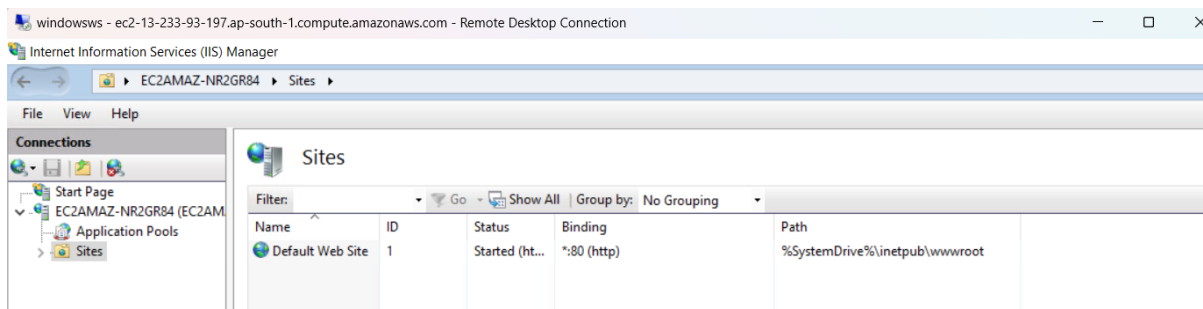 windowsws - ec2-13-233-93-197.ap-south-1.compute.amazonaws.com - Remote Desktop Connection
Internet Information Services (IIS) Manager
EC2AMAZ-NR2GR84 Sites
File View Help
Connections
Sites
Start Page
EC2AMAZ-NR2GR84 (EC2AM
Application Pools
Sites
Filter: Go Show All Group by: No Grouping
Name ID Status Binding Path
Default Web Site 1 Started (ht... *:80 (http) %SystemDrive%\inetpub\wwwroot